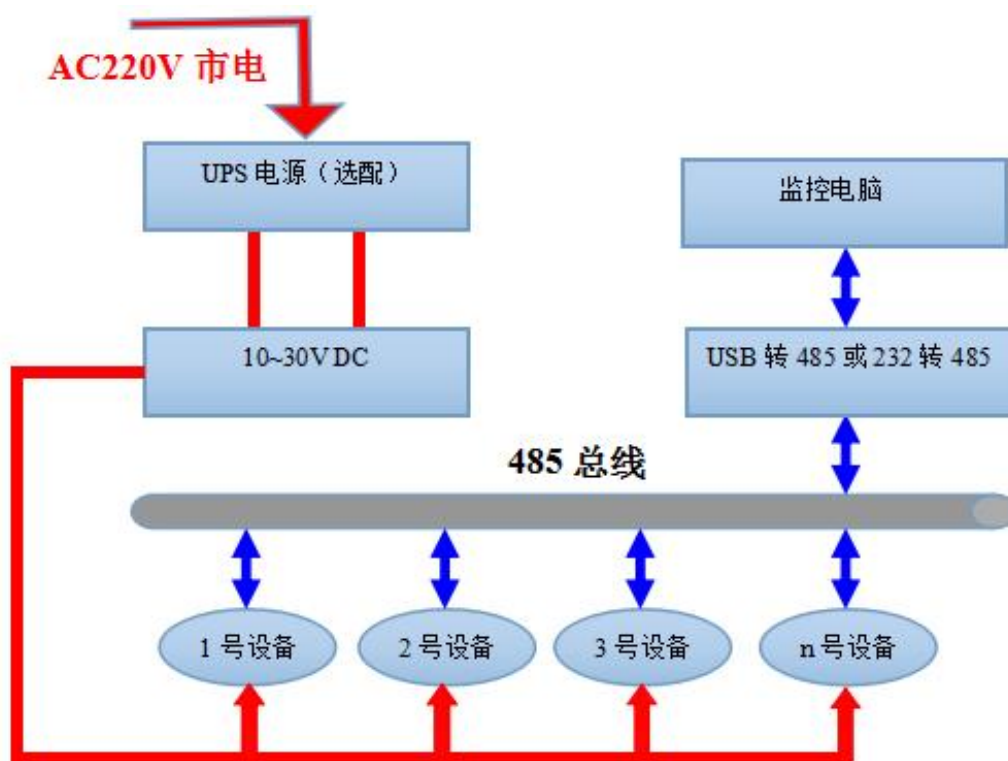 AC220V 市电
UPS 电源（选配）
监控电脑
10~30V DC
USB 转 485 或 232 转 485
485 总线
1 号设备
2 号设备
3 号设备
n 号设备